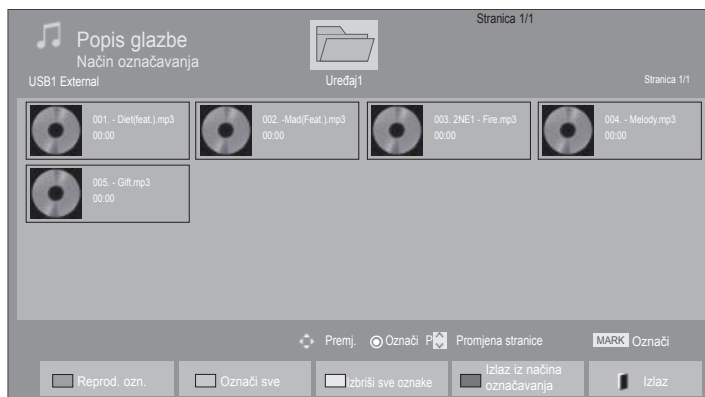 Stranica 1/1
Popis glazbe
Način označavanja
USB1 External
Uređaj1
Stranica 1/1
001. - Diet(feat.).mp3
00:00
002. -Mad(Feat.).mp3
00:00
003. 2NE1 - Fire.mp3
00:00
004. - Melody.mp3
00:00
005. - Gift.mp3
00:00
Premj. Označi P Promjena stranice MARK Označi
Reprod. ozn.
Označi sve
Izbriši sve oznake
Izlaz iz načina
označavanja
Izlaz